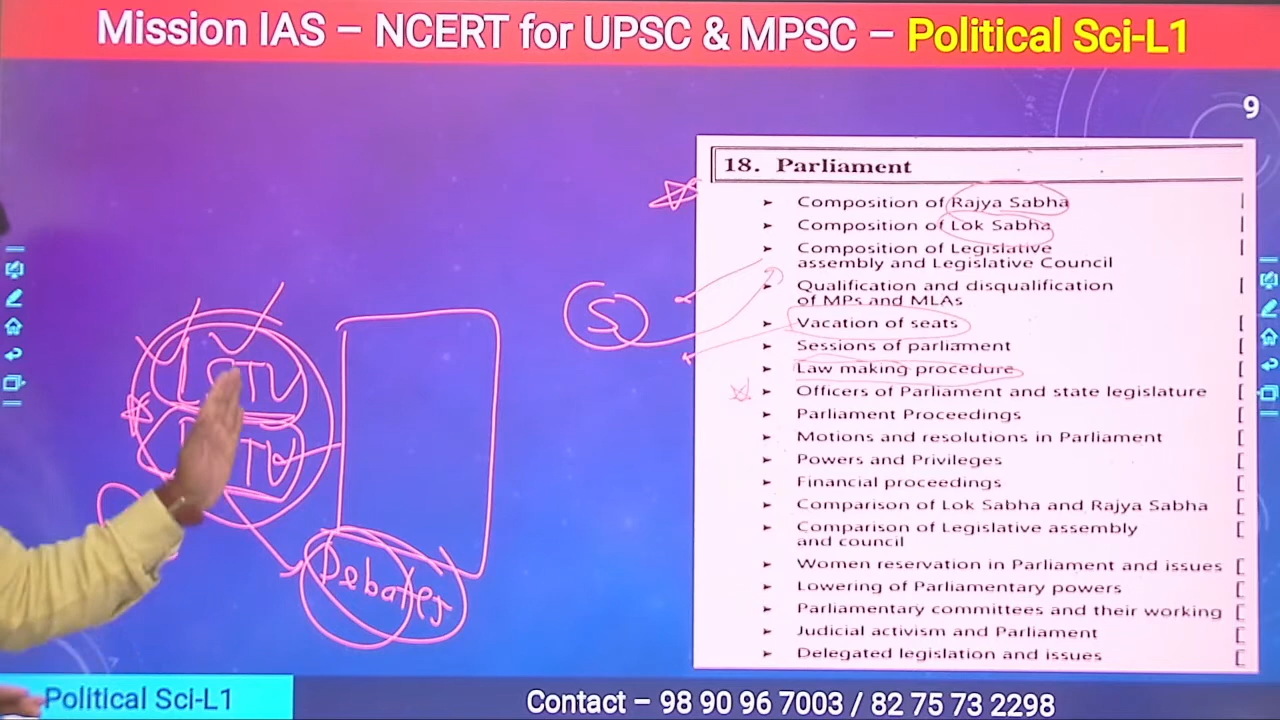 Mission IAS – NCERT for UPSC & MPSC – Political Sci-L1
9
18. Parliament
➤ Composition of Rajya Sabha
➤ Composition of Lok Sabha
➤ Composition of Legislative
assembly and Legislative Council
➤ Qualification and disqualification
of MPs and MLAs
➤ Vacation of seats
➤ Sessions of parliament
➤ Law making procedure
➤ Officers of Parliament and state legislature
➤ Parliament Proceedings
➤ Motions and resolutions in Parliament
➤ Powers and Privileges
➤ Financial proceedings
➤ Comparison of Lok Sabha and Rajya Sabha
➤ Comparison of Legislative assembly
and council
➤ Women reservation in Parliament and issues
➤ Lowering of Parliamentary powers
➤ Parliamentary committees and their working
➤ Judicial activism and Parliament
➤ Delegated legislation and issues
S
Debates
Political Sci-L1
Contact – 98 90 96 7003 / 82 75 73 2298